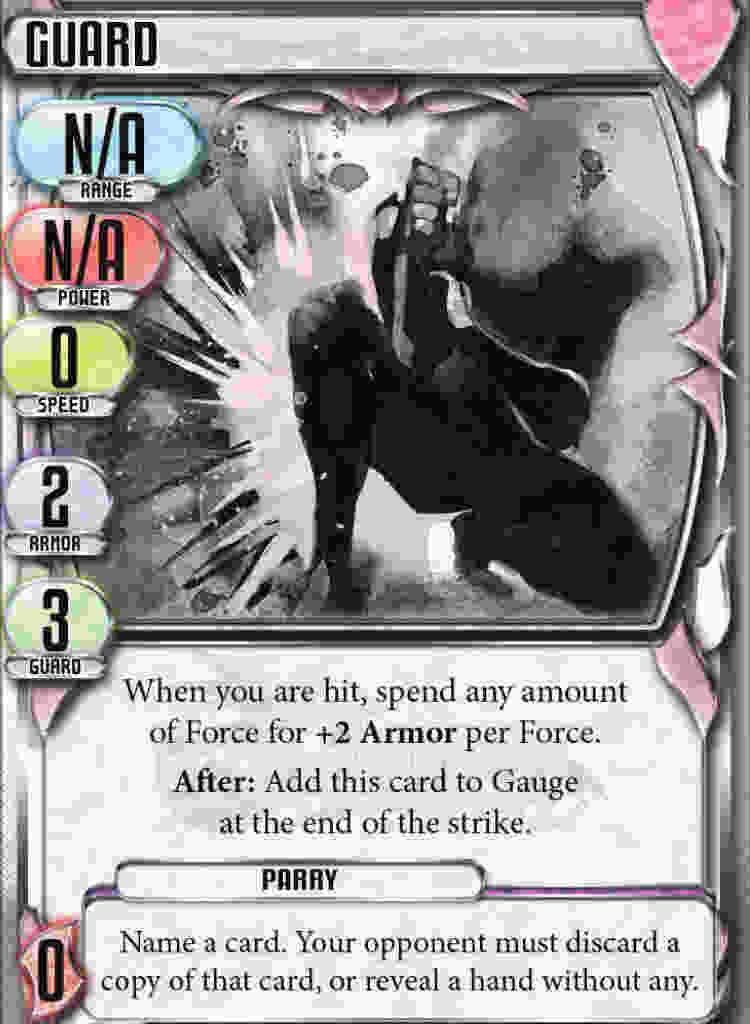 GUARD
N/A
RANGE
N/A
POWER
0
SPEED
2
ARMOR
3
GUARD
When you are hit, spend any amount
of Force for +2 Armor per Force.
After: Add this card to Gauge
at the end of the strike.
PARRY
0
Name a card. Your opponent must discard a
copy of that card, or reveal a hand without any.